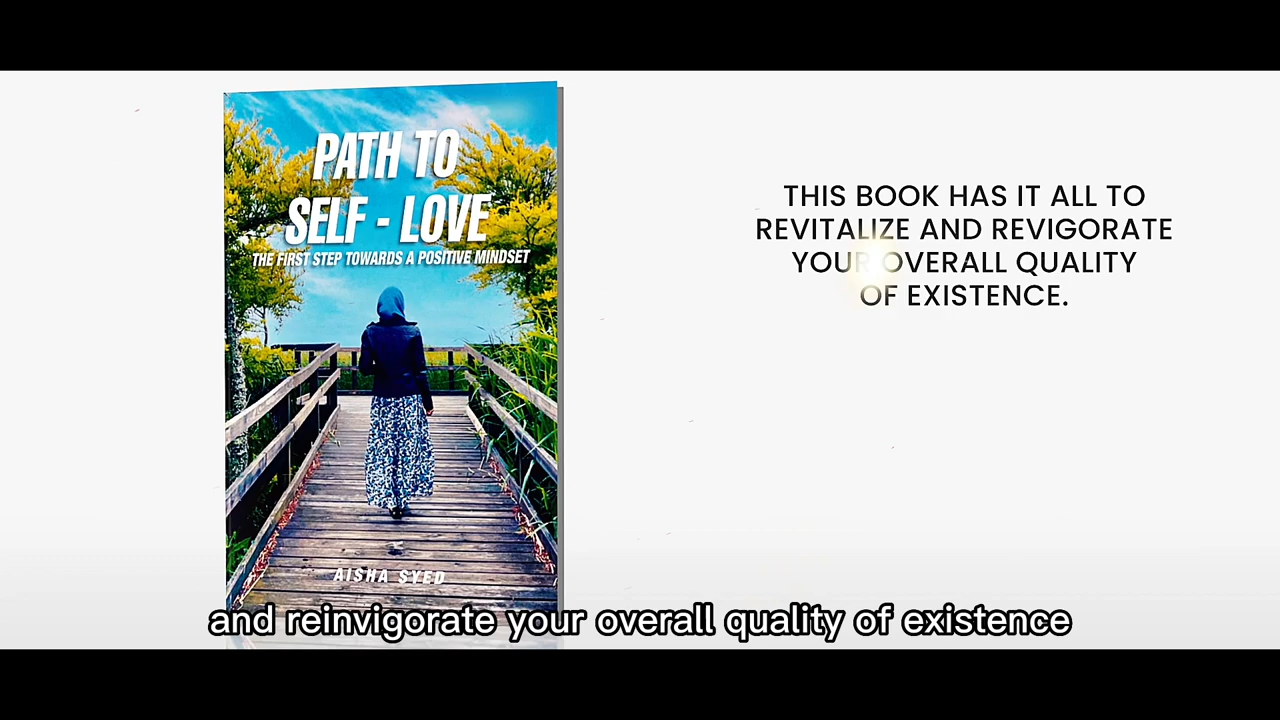 PATH TO
SELF - LOVE
THE FIRST STEP TOWARDS A POSITIVE MINDSET
AISHA SYED
THIS BOOK HAS IT ALL TO
REVITALIZE AND REVIGORATE
YOUR OVERALL QUALITY
OF EXISTENCE.
and reinvigorate your overall quality of existence